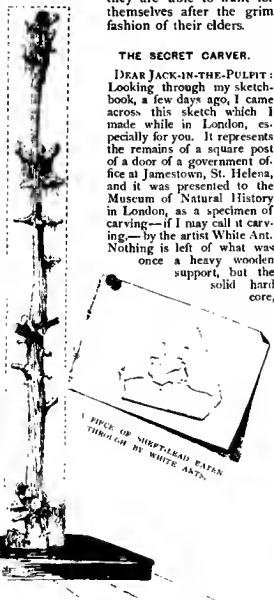 they are able to hunt for
themselves after the grim
fashion of their elders.
THE SECRET CARVER.
DEAR JACK-IN-THE-PULPIT:
Looking through my sketch-
book, a few days ago, I came
across this sketch which I
made while in London, es-
pecially for you. It represents
the remains of a square post
of a door of a government of-
fice at Jamestown, St. Helena,
and it was presented to the
Museum of Natural History
in London, as a specimen of
carving—if I may call it carv-
ing,—by the artist White Ant.
Nothing is left of what was
once a heavy wooden
support, but the
solid hard
core,
A PIECE OF SHEET-LEAD EATEN
THROUGH BY WHITE ANTS.